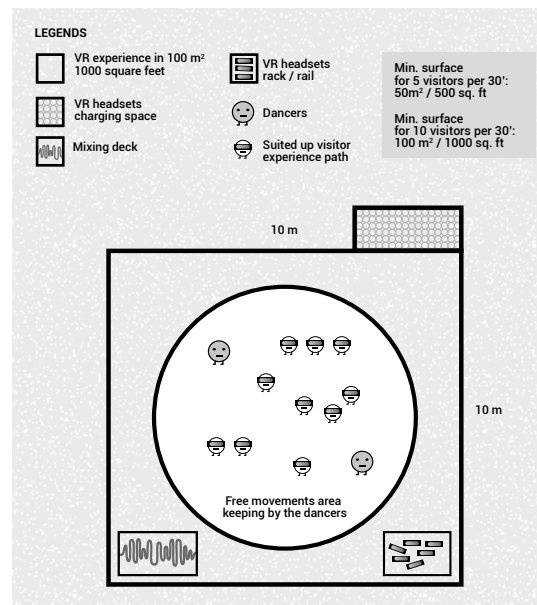 LEGENDS
VR experience in 100 m²
1000 square feet
VR headsets
charging space
Mixing deck
VR headsets
rack / rail
Dancers
Suited up visitor
experience path
Min. surface
for 5 visitors per 30':
50m² / 500 sq. ft
Min. surface
for 10 visitors per 30':
100 m² / 1000 sq. ft
10 m
10 m
Free movements area
keeping by the dancers